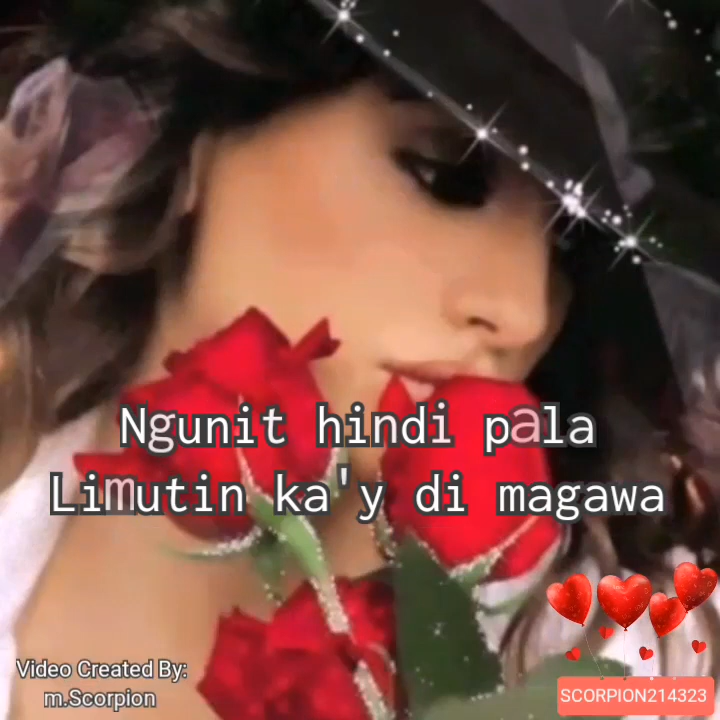 Ngunit hindi pala
Limutin ka'y di magawa
Video Created By:
m.Scorpion
SCORPION214323